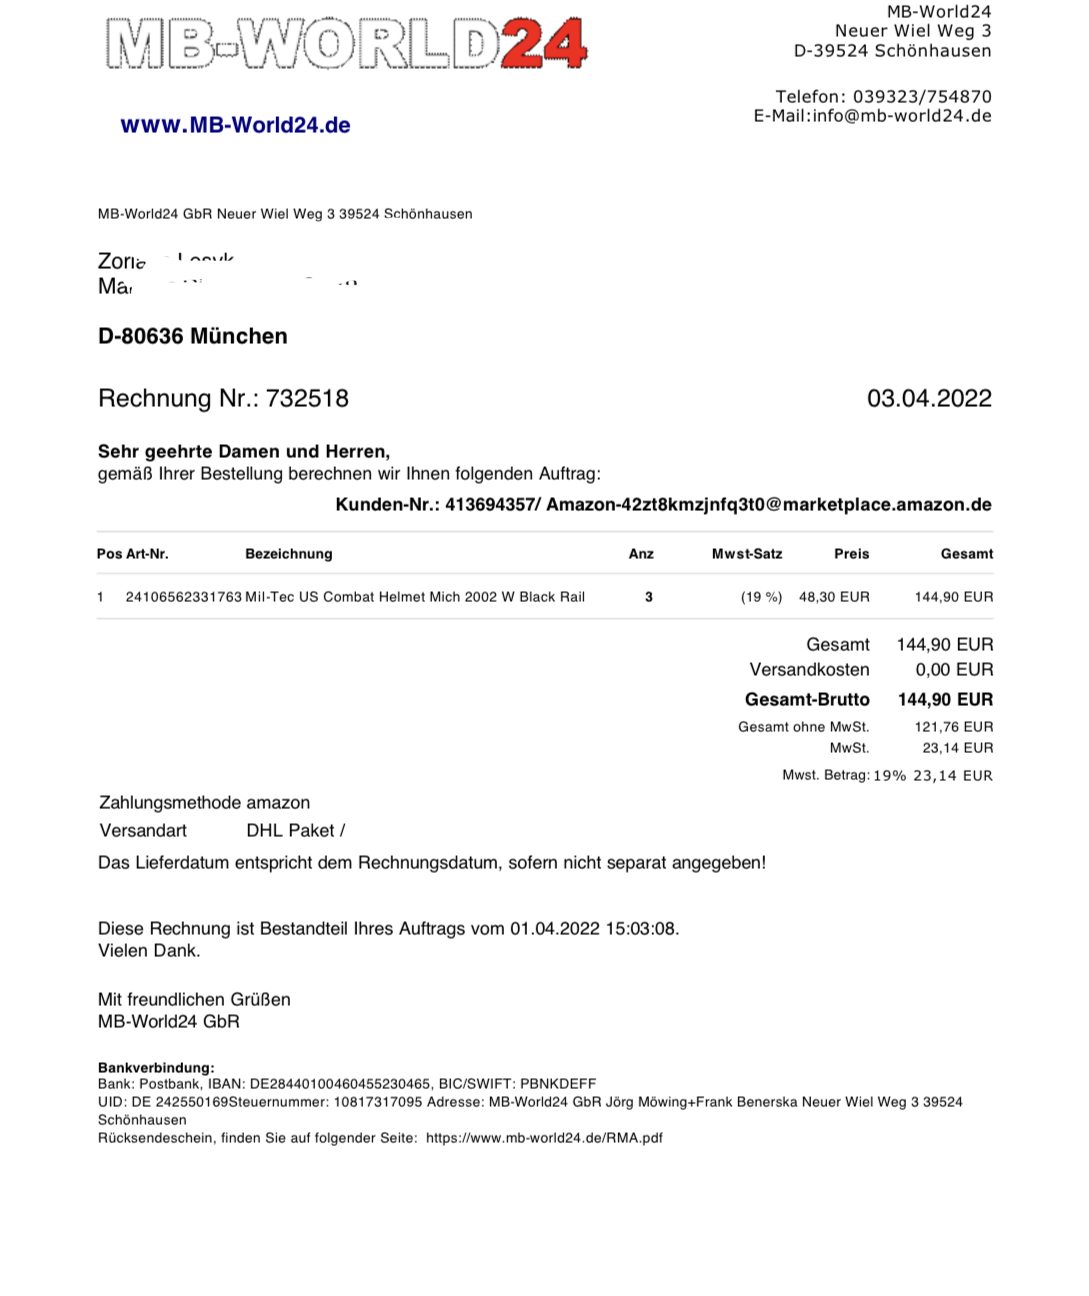 MB-WORLD24
MB-World24
Neuer Wiel Weg 3
D-39524 Schönhausen
Telefon: 039323/754870
E-Mail:info@mb-world24.de
www.MB-World24.de
MB-World24 GbR Neuer Wiel Weg 3 39524 Schönhausen
D-80636 München
Rechnung Nr.: 732518 03.04.2022
Sehr geehrte Damen und Herren,
gemäß Ihrer Bestellung berechnen wir Ihnen folgenden Auftrag:
Kunden-Nr.: 413694357/ Amazon-42zt8kmzjnfq3t0@marketplace.amazon.de
Pos Art-Nr. Bezeichnung Anz Mwst-Satz Preis Gesamt
1 24106562331763 Mil-Tec US Combat Helmet Mich 2002 W Black Rail 3 (19 %) 48,30 EUR 144,90 EUR
Gesamt 144,90 EUR
Versandkosten 0,00 EUR
Gesamt-Brutto 144,90 EUR
Gesamt ohne MwSt. 121,76 EUR
MwSt. 23,14 EUR
Mwst. Betrag: 19% 23,14 EUR
Zahlungsmethode amazon
Versandart DHL Paket /
Das Lieferdatum entspricht dem Rechnungsdatum, sofern nicht separat angegeben!
Diese Rechnung ist Bestandteil Ihres Auftrags vom 01.04.2022 15:03:08.
Vielen Dank.
Mit freundlichen Grüßen
MB-World24 GbR
Bankverbindung:
Bank: Postbank, IBAN: DE28440100460455230465, BIC/SWIFT: PBNKDEFF
UID: DE 242550169Steuernummer: 10817317095 Adresse: MB-World24 GbR Jörg Möwing+Frank Benerska Neuer Wiel Weg 3 39524
Schönhausen
Rücksendeschein, finden Sie auf folgender Seite: https://www.mb-world24.de/RMA.pdf